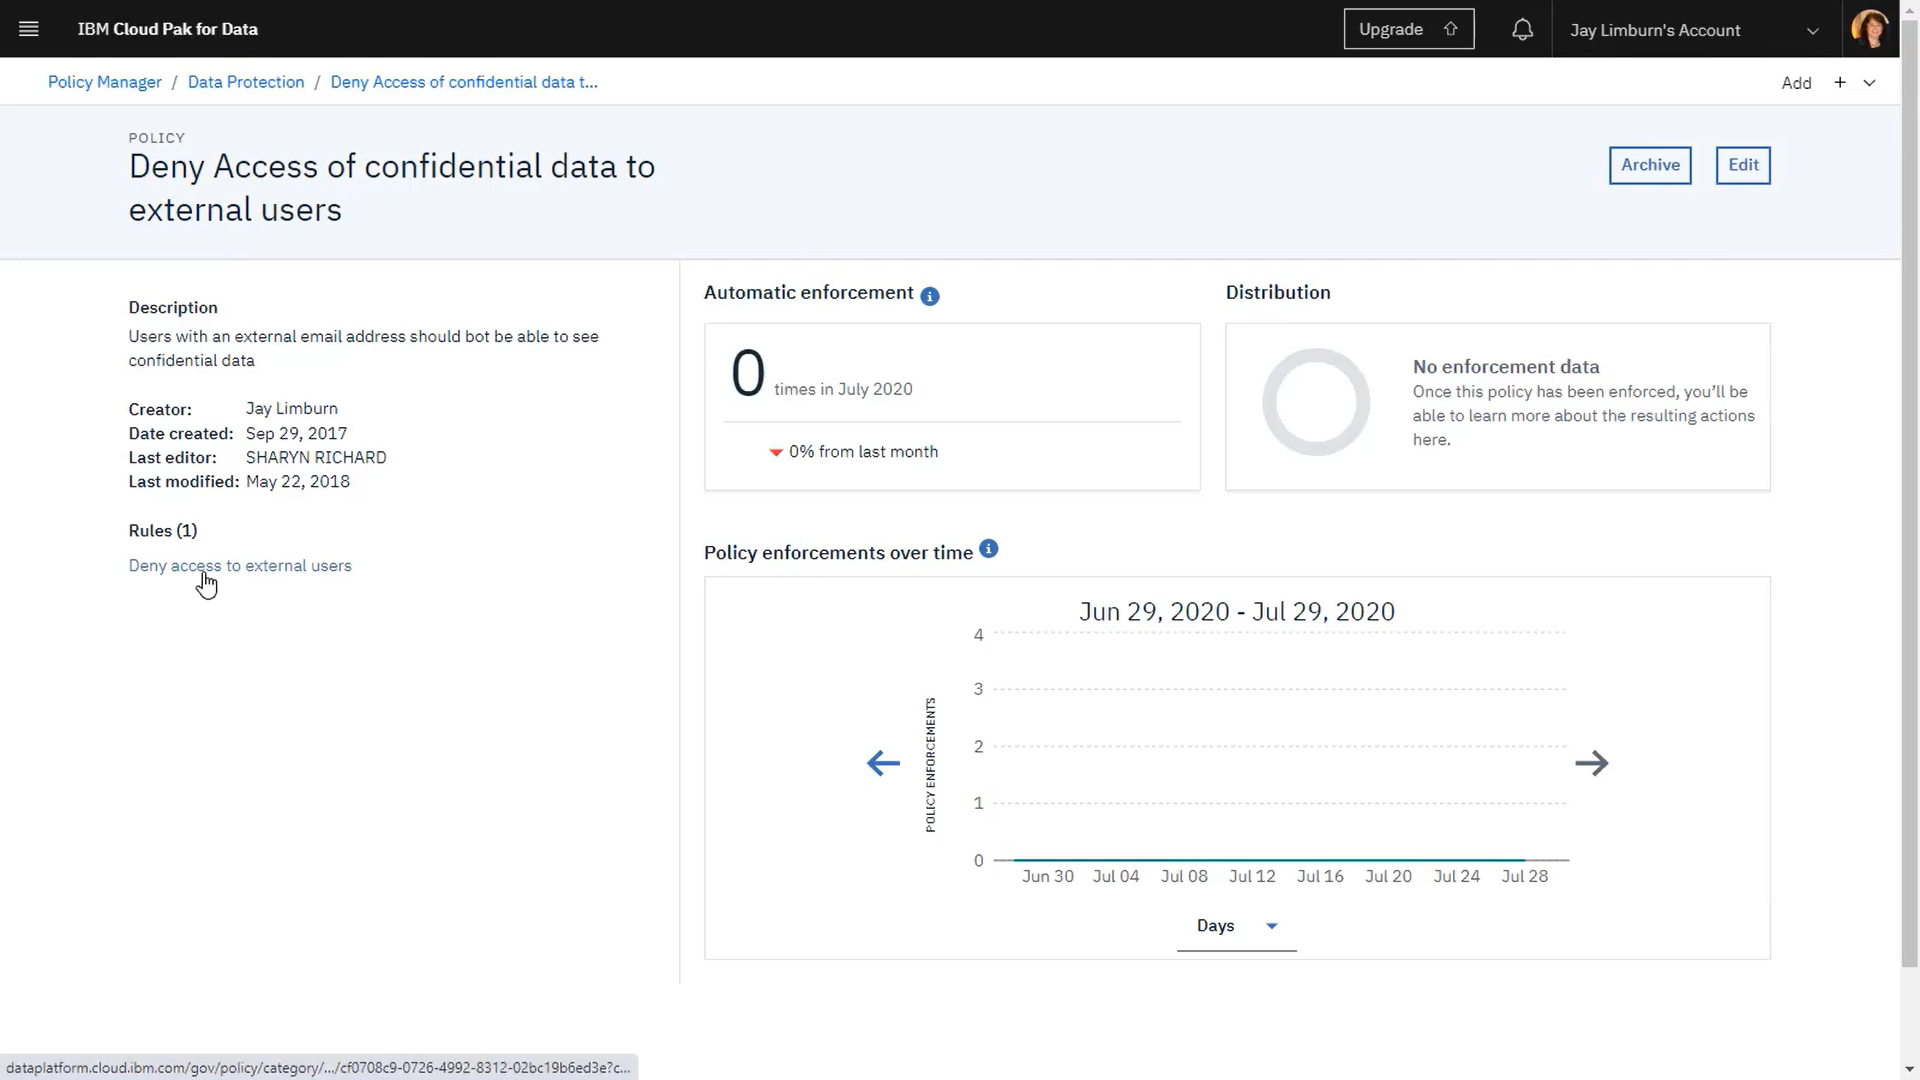 IBM Cloud Pak for Data
Upgrade
Jay Limburn's Account
Policy Manager / Data Protection / Deny Access of confidential data t...
Add +
POLICY
Deny Access of confidential data to
external users
Archive
Edit
Description
Users with an external email address should bot be able to see
confidential data
Creator: Jay Limburn
Date created: Sep 29, 2017
Last editor: SHARYN RICHARD
Last modified: May 22, 2018
Rules (1)
Deny access to external users
Automatic enforcement
0 times in July 2020
0% from last month
Distribution
No enforcement data
Once this policy has been enforced, you’ll be
able to learn more about the resulting actions
here.
Policy enforcements over time
Jun 29, 2020 - Jul 29, 2020
POLICY ENFORCEMENTS
4
3
2
1
0
Jun 30 Jul 04 Jul 08 Jul 12 Jul 16 Jul 20 Jul 24 Jul 28
Days
dataplatform.cloud.ibm.com/gov/policy/category/.../cf0708c9-0726-4992-8312-02bc19b6ed3e?c...